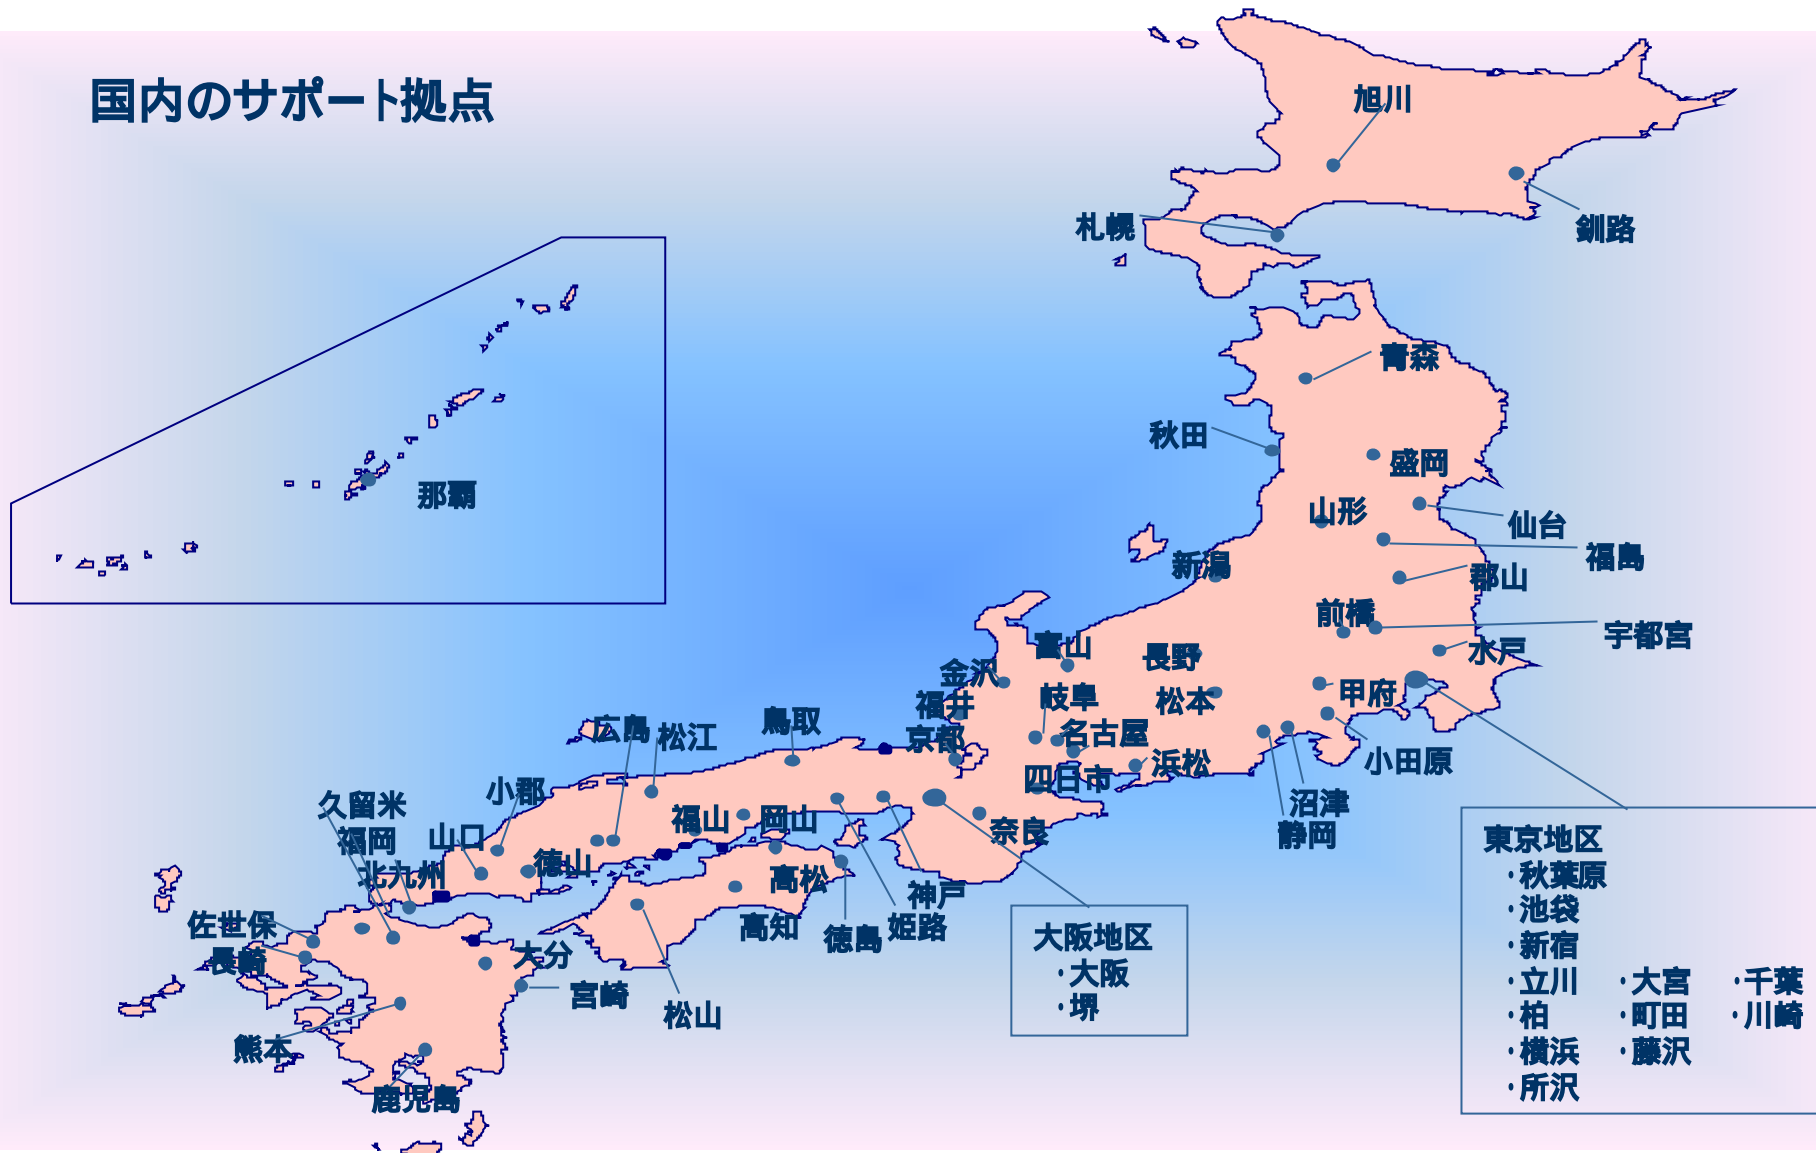 国内のサポート拠点
旭川
札幌
釧路
青森
秋田
盛岡
山形
仙台
福島
新潟
郡山
前橋
宇都宮
水戸
富山
長野
金沢
甲府
岐阜
松本
福井
名古屋
京都
小田原
浜松
四日市
沼津
静岡
奈良
那覇
広島
松江
鳥取
小郡
久留米
福山
岡山
福岡
山口
徳山
北九州
高松
神戸
佐世保
高知
姫路
徳島
長崎
大分
宮崎
松山
熊本
鹿児島
大阪地区
・大阪
・堺
東京地区
・秋葉原
・池袋
・新宿
・立川 ・大宮 ・千葉
・柏 ・町田 ・川崎
・横浜 ・藤沢
・所沢